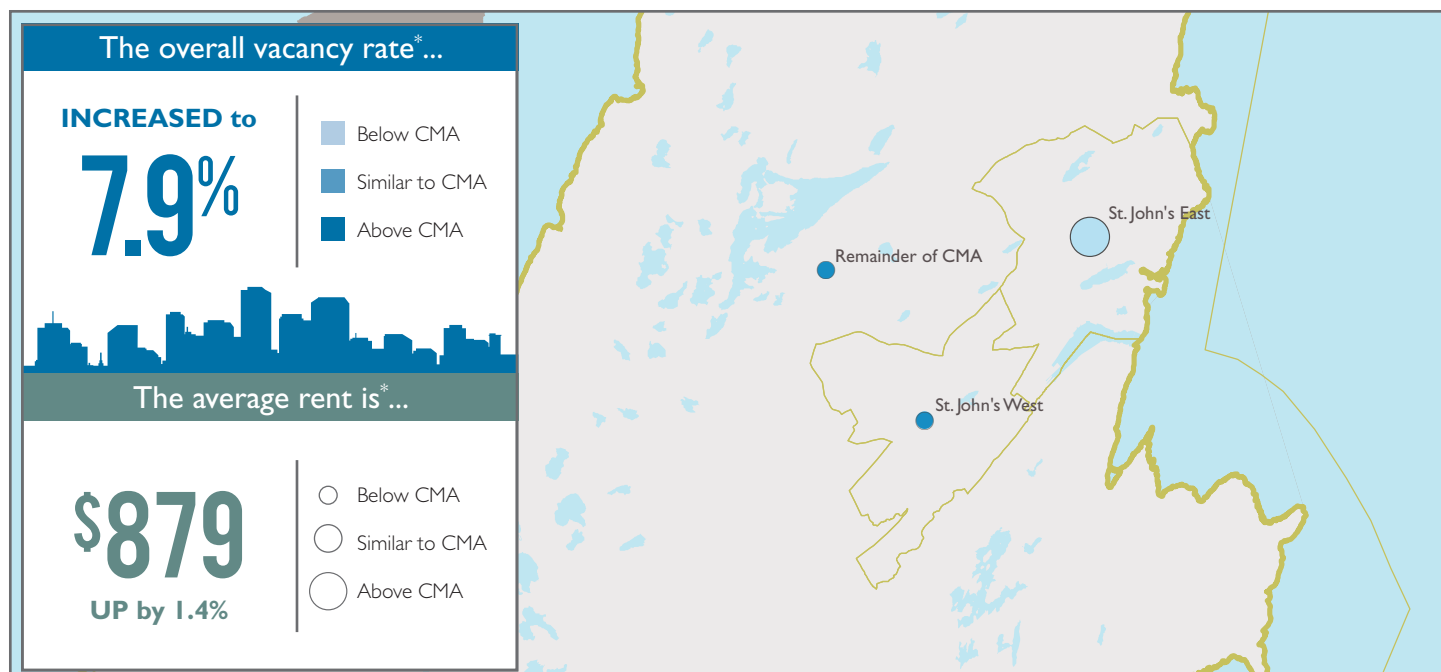 The overall vacancy rate*...
INCREASED to
7.9%
Below CMA
Similar to CMA
Above CMA
The average rent is*...
$879
UP by 1.4%
Below CMA
Similar to CMA
Above CMA
St. John's East
Remainder of CMA
St. John's West